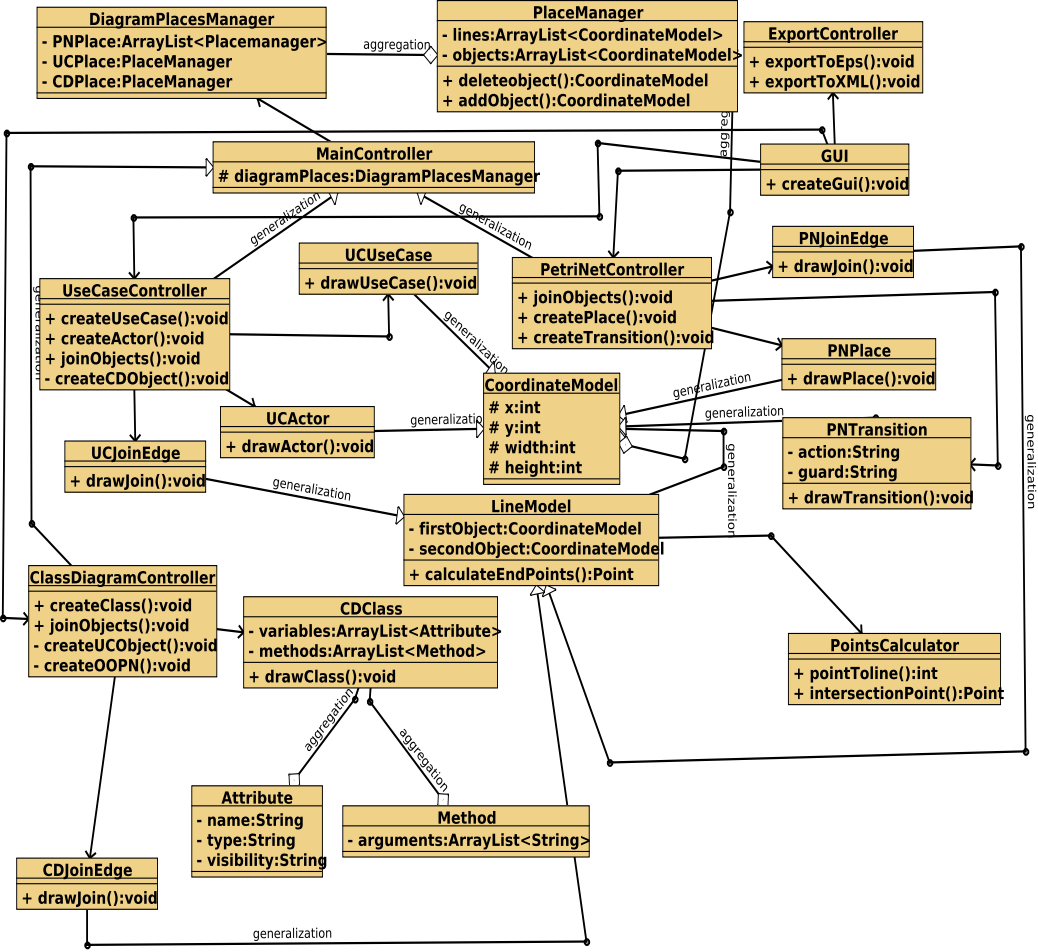 DiagramPlacesManager
- PNPlace:ArrayList<Placemanager>
- UCPlace:PlaceManager
- CDPlace:PlaceManager
aggregation
PlaceManager
- lines:ArrayList<CoordinateModel>
- objects:ArrayList<CoordinateModel>
+ deleteobject():CoordinateModel
+ addObject():CoordinateModel
ExportController
+ exportToEps():void
+ exportToXML():void
MainController
# diagramPlaces:DiagramPlacesManager
GUI
+ createGui():void
generalization
generalization
UCUseCase
+ drawUseCase():void
PetriNetController
+ joinObjects():void
+ createPlace():void
+ createTransition():void
PNJoinEdge
+ drawJoin():void
generalization
UseCaseController
+ createUseCase():void
+ createActor():void
+ joinObjects():void
- createCDObject():void
generalization
PNPlace
+ drawPlace():void
generalization
CoordinateModel
# x:int
# y:int
# width:int
# height:int
generalization
UCActor
+ drawActor():void
generalization
PNTransition
- action:String
- guard:String
+ drawTransition():void
generalization
UCJoinEdge
+ drawJoin():void
generalization
generalization
generalization
LineModel
- firstObject:CoordinateModel
- secondObject:CoordinateModel
+ calculateEndPoints():Point
ClassDiagramController
+ createClass():void
+ joinObjects():void
- createUCObject():void
- createOOPN():void
CDClass
- variables:ArrayList<Attribute>
- methods:ArrayList<Method>
+ drawClass():void
PointsCalculator
+ pointToline():int
+ intersectionPoint():Point
aggregation
aggregation
Attribute
- name:String
- type:String
- visibility:String
Method
- arguments:ArrayList<String>
CDJoinEdge
+ drawJoin():void
generalization